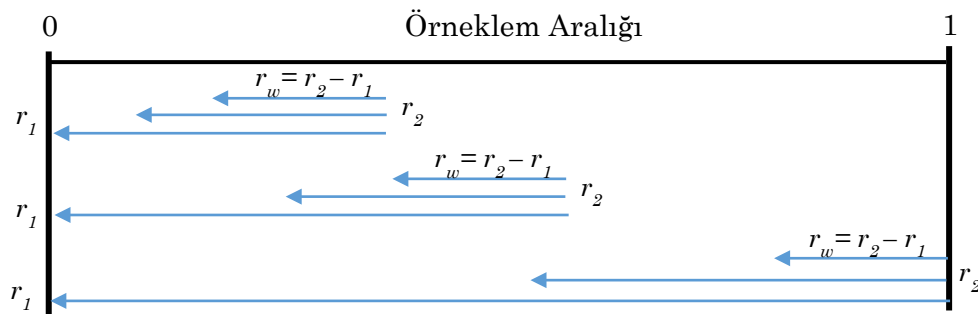 0 Örneklem Aralığı 1
r_w = r_2 – r_1
r_1 r_2
r_w = r_2 – r_1
r_1 r_2
r_w = r_2 – r_1
r_1 r_2